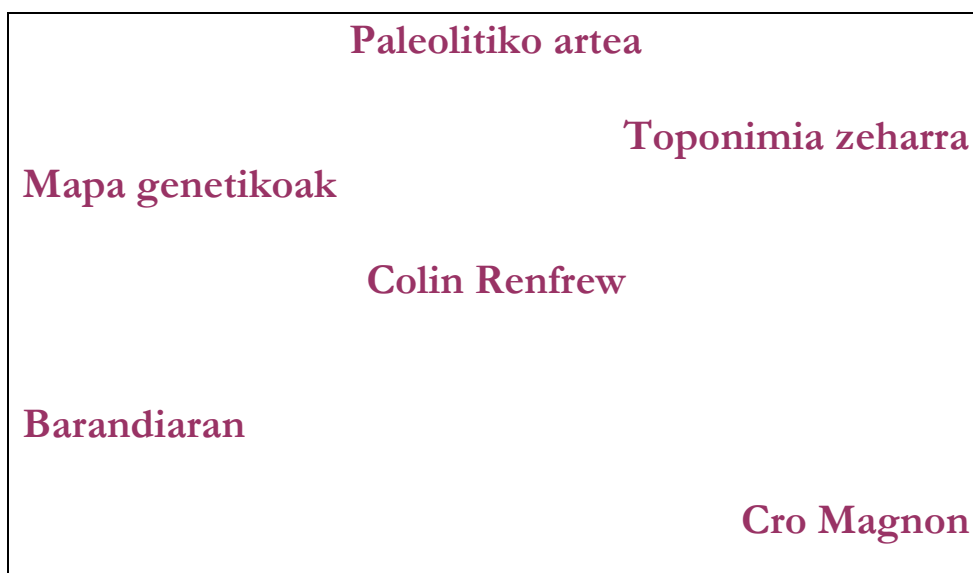 Paleolitiko artea
Toponimia zeharra
Mapa genetikoak
Colin Renfrew
Barandiaran
Cro Magnon